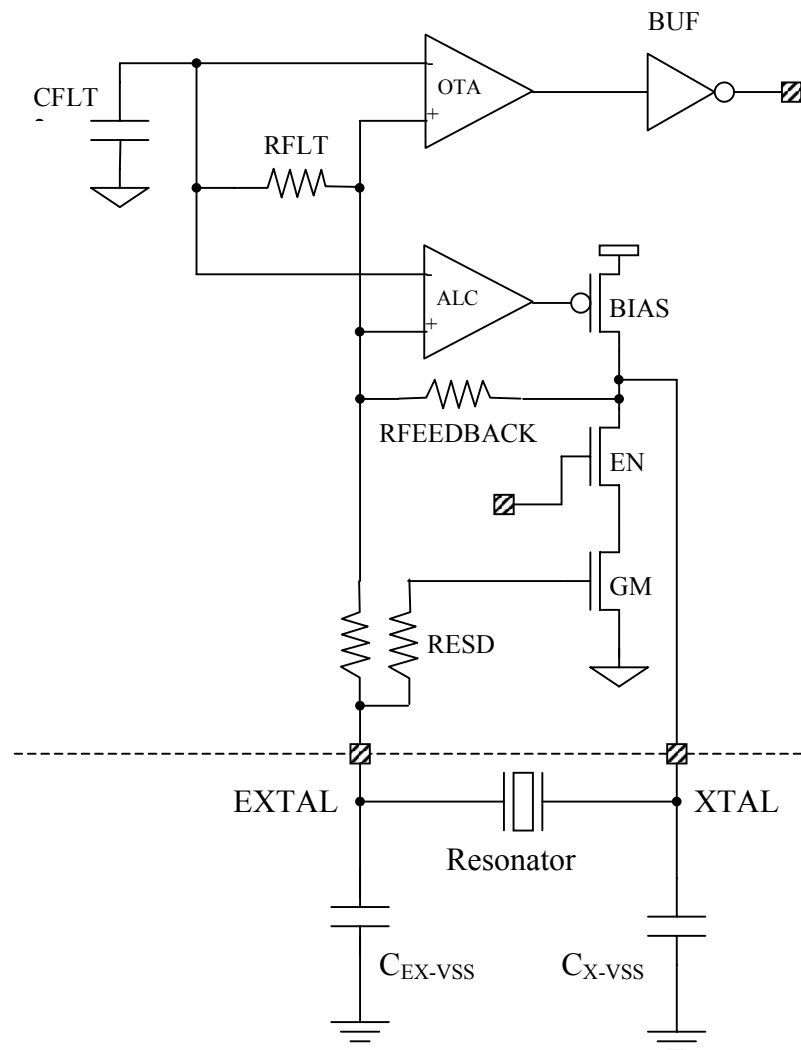 BUF
CFLT
OTA
RFLT
ALC
BIAS
RFEEDBACK
EN
GM
RESD
EXTAL
XTAL
Resonator
CEX-VSS
CX-VSS